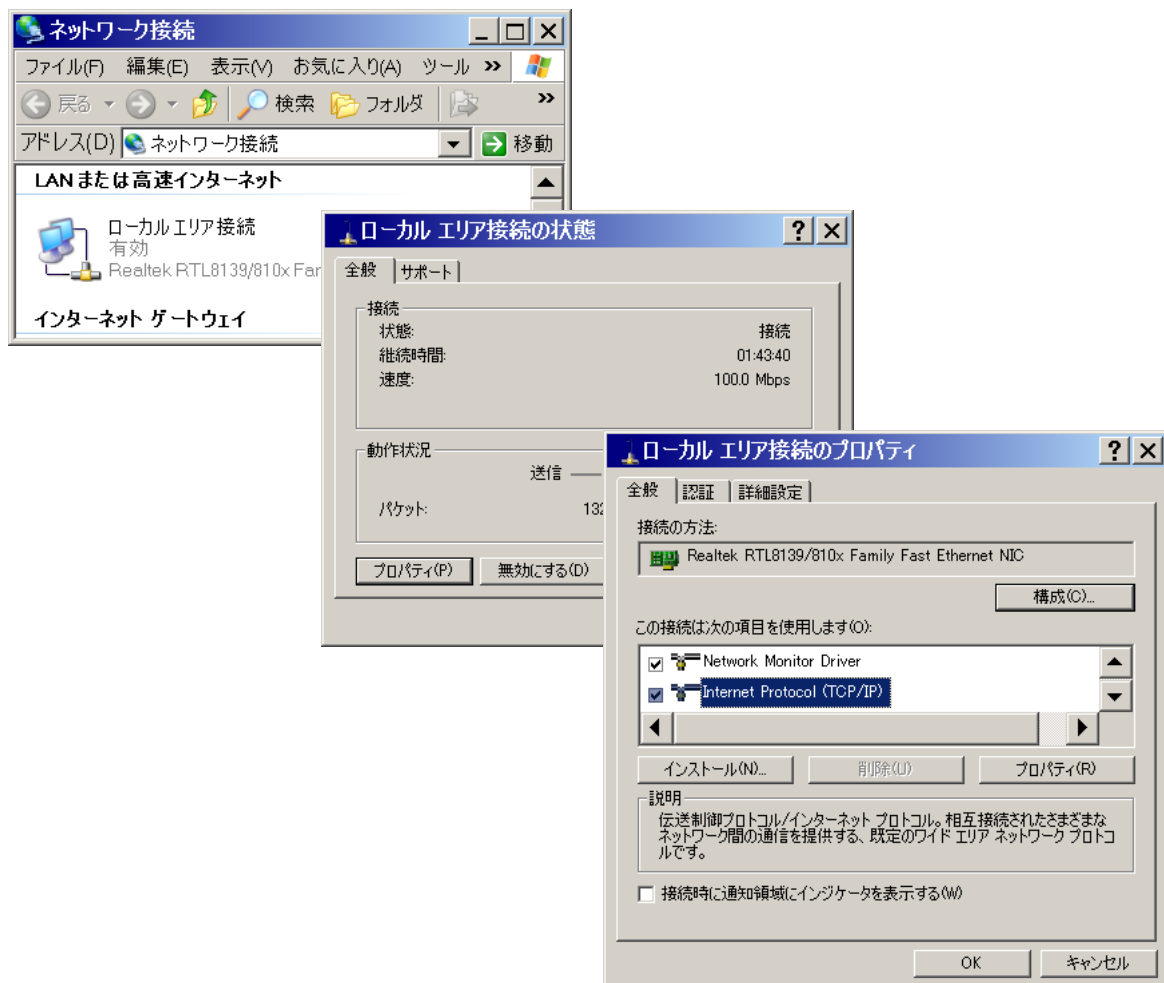 ネットワーク接続
ファイル(F) 編集(E) 表示(V) お気に入り(A) ツール »
戻る 検索 フォルダ »
アドレス(D) ネットワーク接続 移動
LAN または高速インターネット
ローカル エリア接続
有効
Realtek RTL8139/810x Far
インターネット ゲートウェイ
ローカル エリア接続の状態
全般 サポート
接続
状態: 接続
継続時間: 01:43:40
速度: 100.0 Mbps
動作状況
送信
パケット: 132
プロパティ(P) 無効にする(D)
ローカル エリア接続のプロパティ
全般 認証 詳細設定
接続の方法:
Realtek RTL8139/810x Family Fast Ethernet NIC
構成(C)...
この接続は次の項目を使用します(O):
Network Monitor Driver
Internet Protocol (TCP/IP)
インストール(N)... 削除(U) プロパティ(R)
説明
伝送制御プロトコル/インターネット プロトコル。相互接続されたさまざまな
ネットワーク間の通信を提供する、既定のワイド エリア ネットワーク プロトコ
ルです。
接続時に通知領域にインジケータを表示する(W)
OK キャンセル